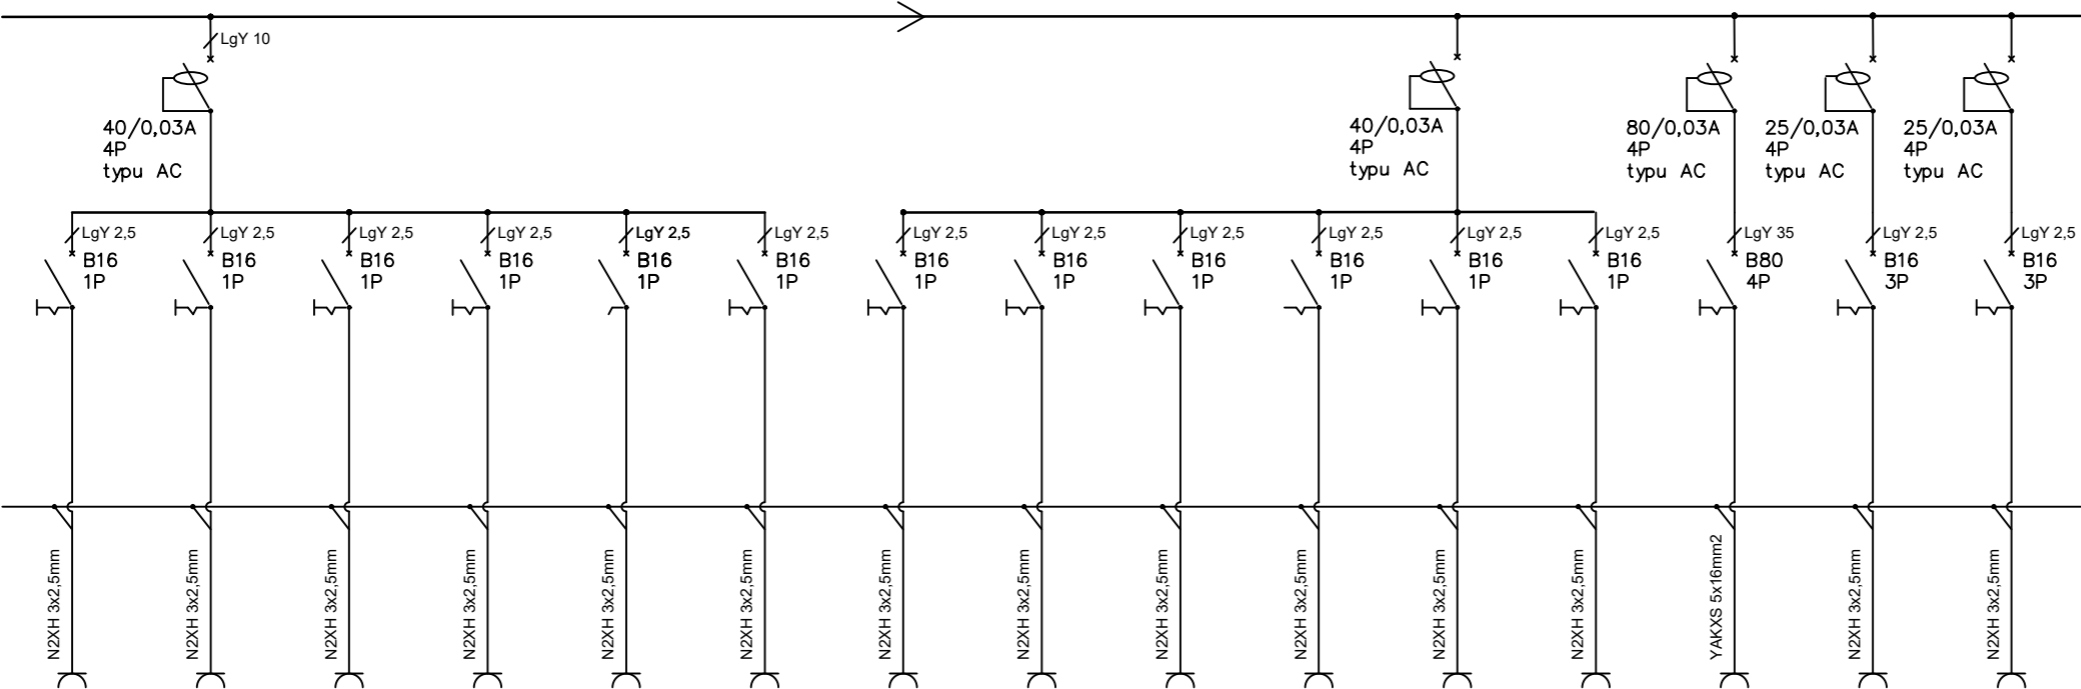 LgY 10
40/0,03A
4P
typu AC
40/0,03A
4P
typu AC
80/0,03A
4P
typu AC
25/0,03A
4P
typu AC
25/0,03A
4P
typu AC
LgY 2,5
B16
1P
LgY 2,5
B16
1P
LgY 2,5
B16
1P
LgY 2,5
B16
1P
LgY 2,5
B16
1P
LgY 2,5
B16
1P
LgY 2,5
B16
1P
LgY 2,5
B16
1P
LgY 2,5
B16
1P
LgY 2,5
B16
1P
LgY 2,5
B16
1P
LgY 2,5
B16
1P
LgY 35
B80
4P
LgY 2,5
B16
3P
LgY 2,5
B16
3P
N2XH 3x2,5mm
N2XH 3x2,5mm
N2XH 3x2,5mm
N2XH 3x2,5mm
N2XH 3x2,5mm
N2XH 3x2,5mm
N2XH 3x2,5mm
N2XH 3x2,5mm
N2XH 3x2,5mm
N2XH 3x2,5mm
N2XH 3x2,5mm
N2XH 3x2,5mm
YAKXS 5x16mm2
N2XH 3x2,5mm
N2XH 3x2,5mm